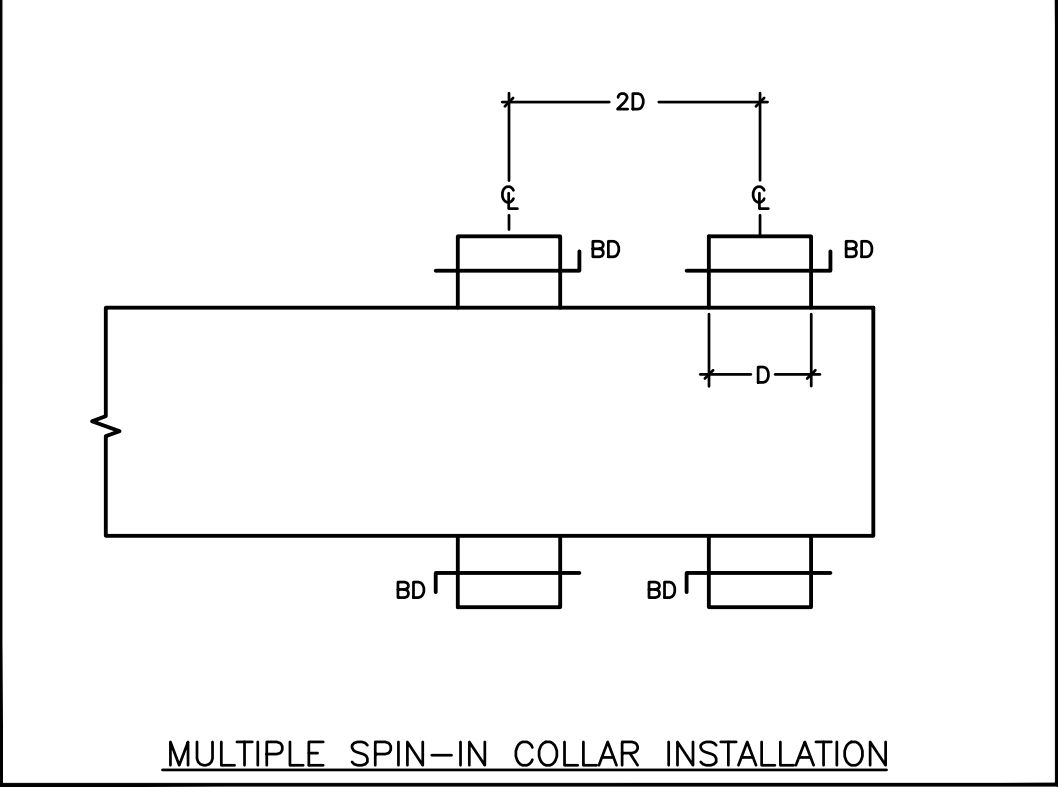 2D
℄ ℄
BD BD
D
BD BD
MULTIPLE SPIN-IN COLLAR INSTALLATION